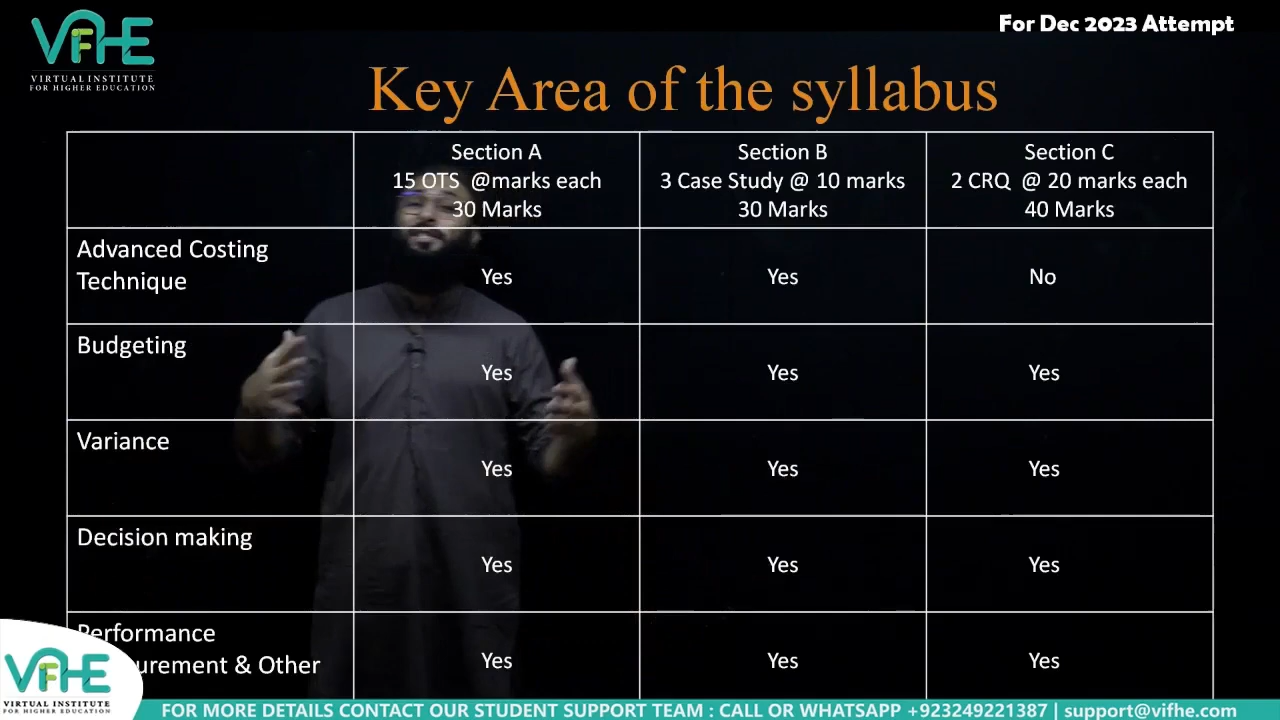 VIFHE
VIRTUAL INSTITUTE
FOR HIGHER EDUCATION
For Dec 2023 Attempt
Key Area of the syllabus
Section A
15 OTS @marks each
30 Marks
Section B
3 Case Study @ 10 marks
30 Marks
Section C
2 CRQ @ 20 marks each
40 Marks
Advanced Costing
Technique
Yes
Yes
No
Budgeting
Yes
Yes
Yes
Variance
Yes
Yes
Yes
Decision making
Yes
Yes
Yes
Performance
urement & Other
Yes
Yes
Yes
VIFHE
VIRTUAL INSTITUTE
FOR HIGHER EDUCATION
FOR MORE DETAILS CONTACT OUR STUDENT SUPPORT TEAM : CALL OR WHATSAPP +923249221387 | support@vifhe.com